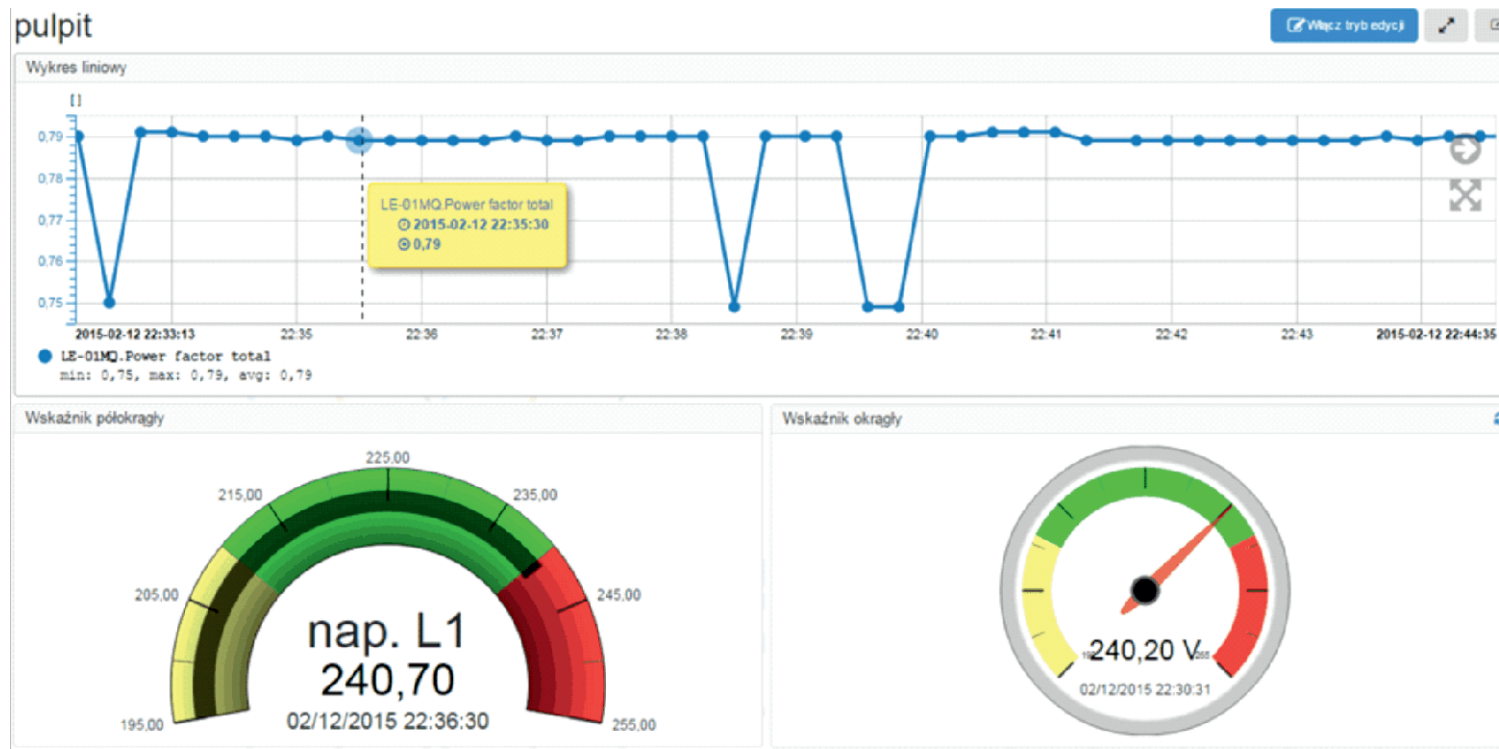 pulpit
Włącz tryb edycji
Wykres liniowy
[ ]
0,79
0,78
0,77
0,76
0,75
LE-01MQ.Power factor total
2015-02-12 22:35:30
0,79
2015-02-12 22:33:13 22:35 22:36 22:37 22:38 22:39 22:40 22:41 22:42 22:43 2015-02-12 22:44:35
LE-01MQ.Power factor total
min: 0,75, max: 0,79, avg: 0,79
Wskaźnik półokrągły
225,00
215,00 235,00
205,00 245,00
nap. L1
240,70
195,00 02/12/2015 22:36:30 255,00
Wskaźnik okrągły
240,20 V
02/12/2015 22:30:31